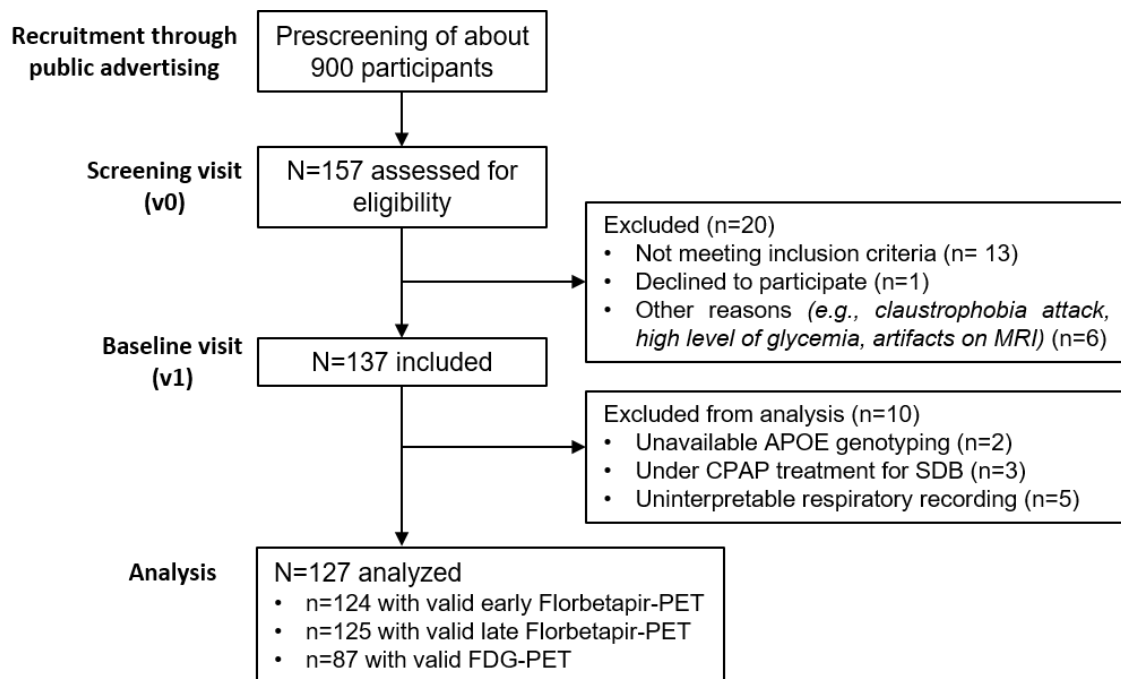 Recruitment through
public advertising
Prescreening of about
900 participants
Screening visit
(v0)
N=157 assessed for
eligibility
Excluded (n=20)
• Not meeting inclusion criteria (n= 13)
• Declined to participate (n=1)
• Other reasons (e.g., claustrophobia attack,
high level of glycemia, artifacts on MRI) (n=6)
Baseline visit
(v1)
N=137 included
Excluded from analysis (n=10)
• Unavailable APOE genotyping (n=2)
• Under CPAP treatment for SDB (n=3)
• Uninterpretable respiratory recording (n=5)
Analysis
N=127 analyzed
• n=124 with valid early Florbetapir-PET
• n=125 with valid late Florbetapir-PET
• n=87 with valid FDG-PET